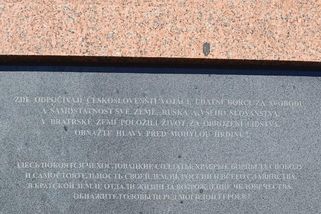 ZDE ODPOČÍVAJÍ ČESKOSLOVENŠTÍ VOJÁCI, UDATNÍ BORCI ZA SVOBODU
A SAMOSTATNOST SVÉ ZEMĚ, RUSKA A VŠEHO SLOVANSTVA.
V BRATRSKÉ ZEMI POLOŽILI ŽIVOT ZA OBROZENÍ LIDSTVA.
OBNAŽTE HLAVY PŘED MOHYLOU HRDINŮ!
ЗДЕСЬ ПОКОЯТСЯ ЧЕХОСЛОВАЦКИЕ СОЛДАТЫ, ХРАБРЫЕ БОРЦЫ ЗА СВОБОДУ
И САМОСТОЯТЕЛЬНОСТЬ СВОЕЙ ЗЕМЛИ, РОССИИ И ВСЕГО СЛАВЯНСТВА.
В БРАТСКОЙ ЗЕМЛЕ ОТДАЛИ ЖИЗНИ ЗА ВОЗРОЖДЕНИЕ ЧЕЛОВЕЧЕСТВА.
ОБНАЖИТЕ ГОЛОВЫ ПЕРЕД МОГИЛОЙ ГЕРОЕВ!